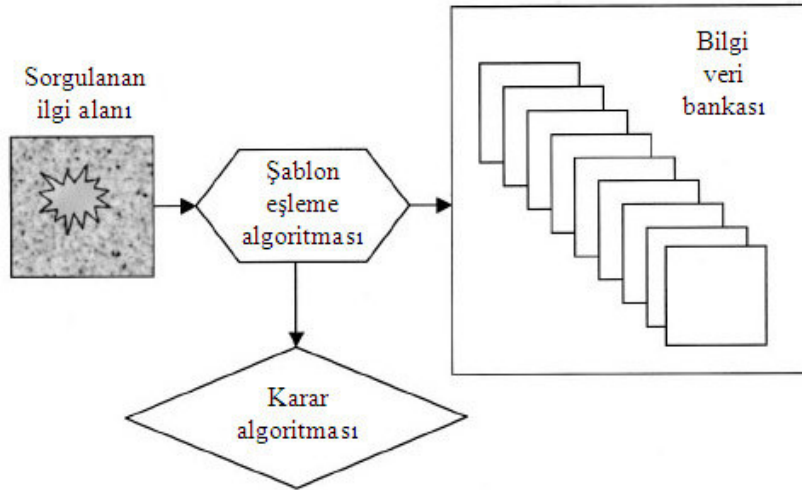 Sorgulanan
ilgi alanı
Şablon
eşleme
algoritması
Bilgi
veri
bankası
Karar
algoritması